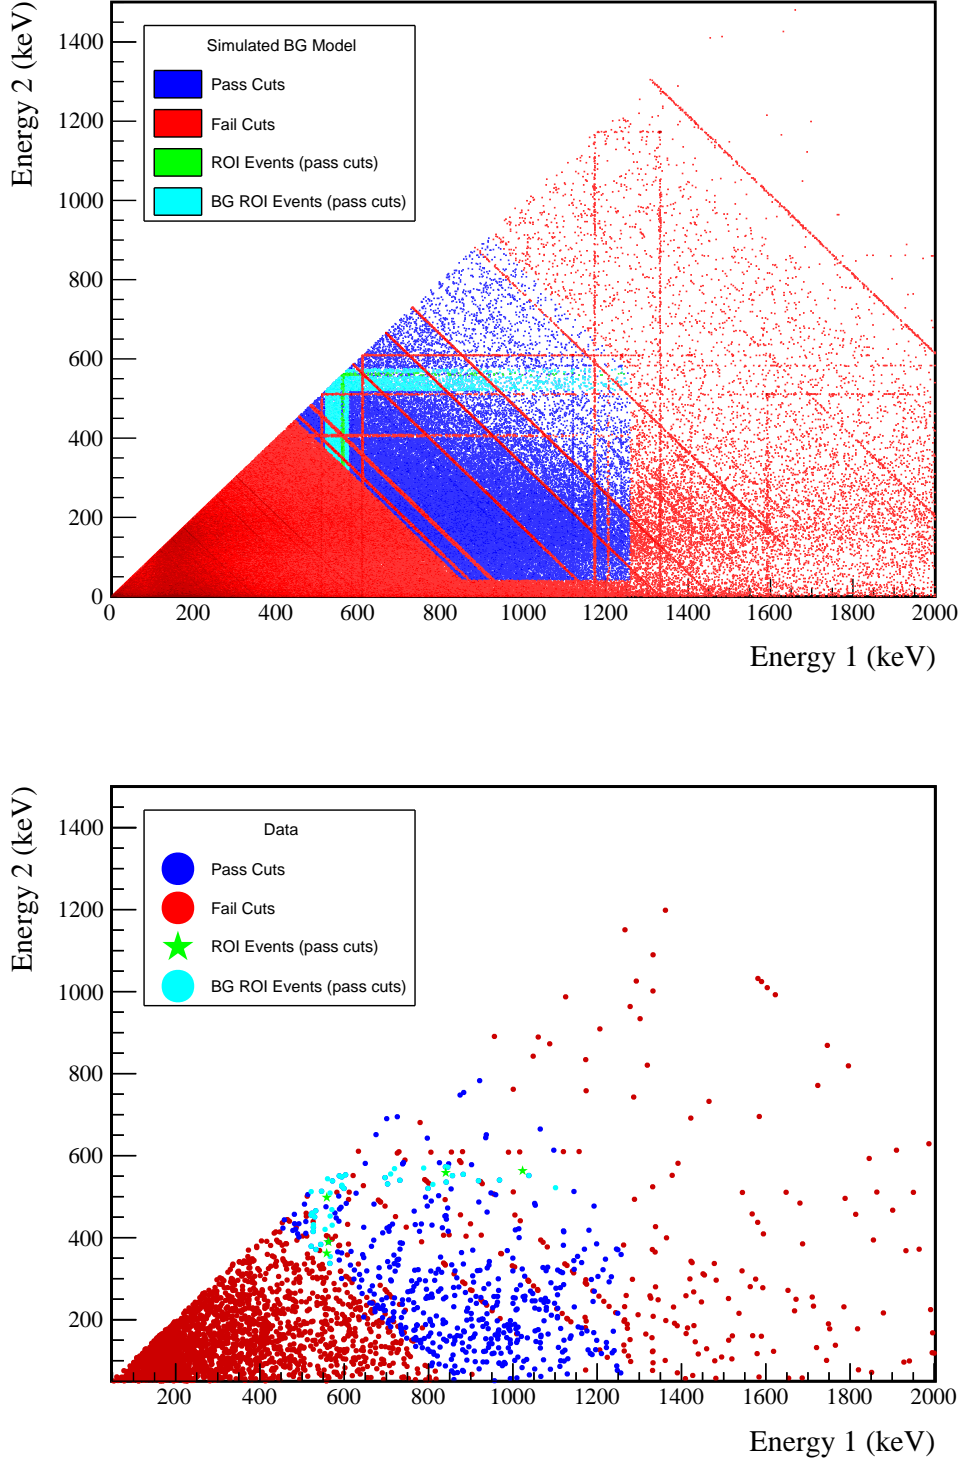 Energy 2 (keV)
1400
1200
1000
800
600
400
200
0
Simulated BG Model
Pass Cuts
Fail Cuts
ROI Events (pass cuts)
BG ROI Events (pass cuts)
0 200 400 600 800 1000 1200 1400 1600 1800 2000
Energy 1 (keV)
Energy 2 (keV)
1400
1200
1000
800
600
400
200
Data
Pass Cuts
Fail Cuts
ROI Events (pass cuts)
BG ROI Events (pass cuts)
200 400 600 800 1000 1200 1400 1600 1800 2000
Energy 1 (keV)